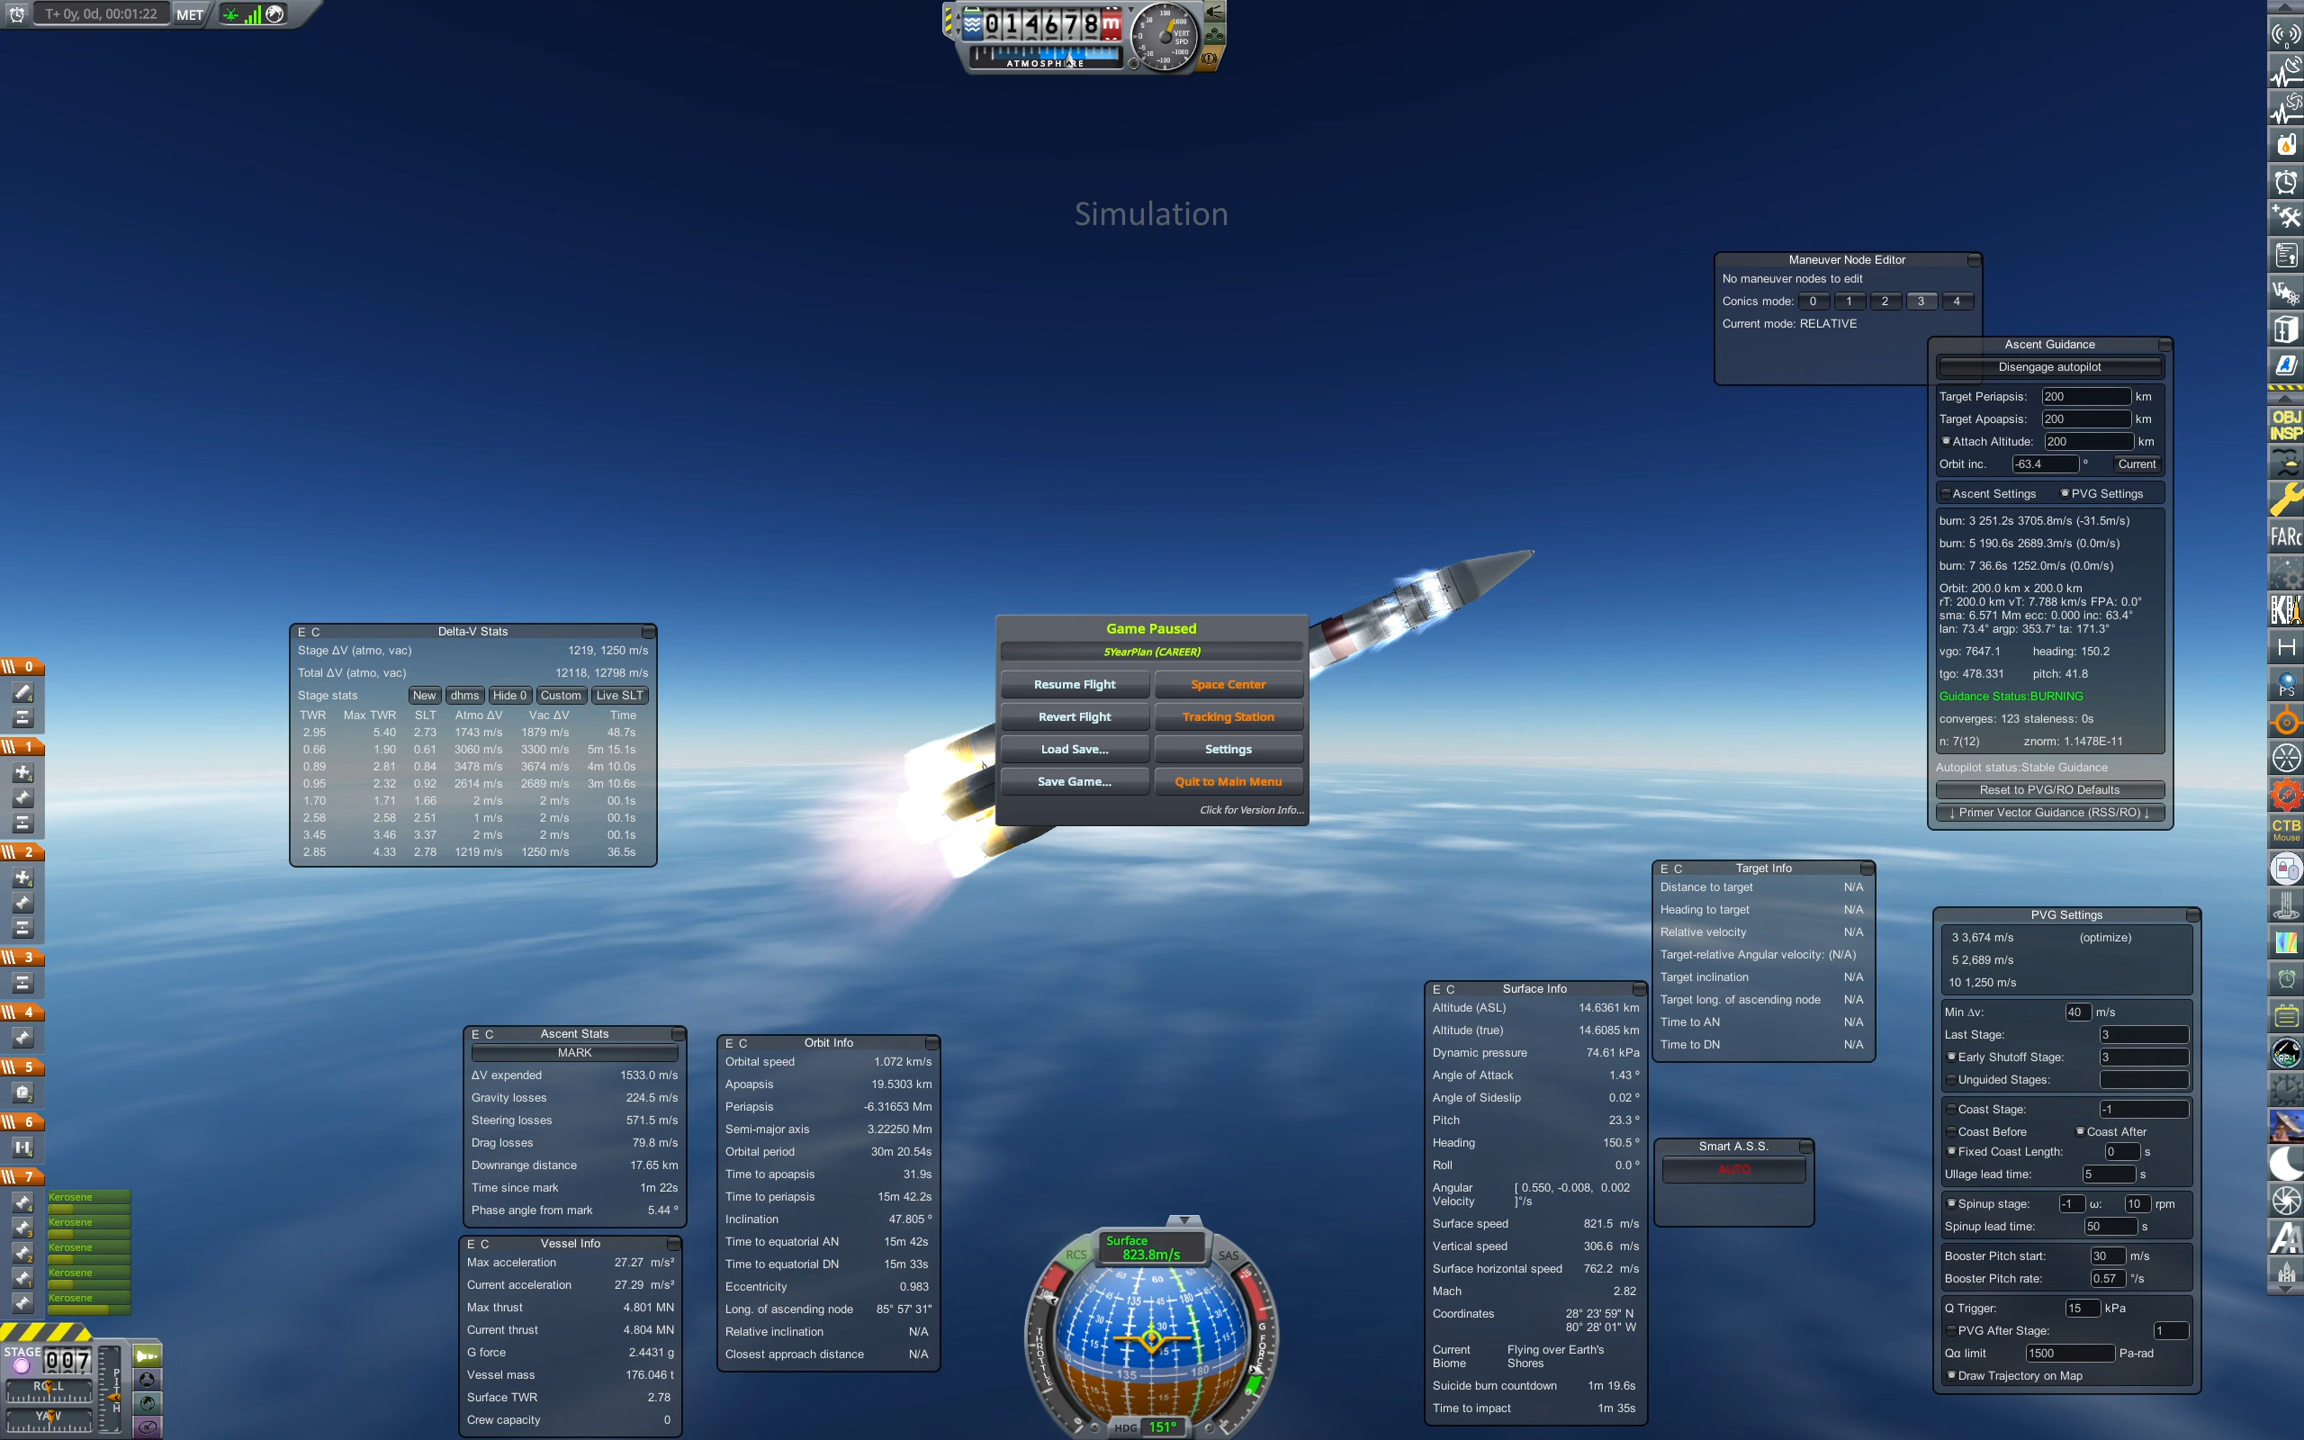 T+ 0y, 0d, 00:01:22 MET
014678 m
ATMOSPHERE
VERT SPD
Simulation
Maneuver Node Editor
No maneuver nodes to edit
Conics mode: 0 1 2 3 4
Current mode: RELATIVE
Ascent Guidance
Disengage autopilot
Target Periapsis: 200 km
Target Apoapsis: 200 km
Attach Altitude: 200 km
Orbit inc. -63.4 º Current
Ascent Settings PVG Settings
burn: 3 251.2s 3705.8m/s (-31.5m/s)
burn: 5 190.6s 2689.3m/s (0.0m/s)
burn: 7 36.6s 1252.0m/s (0.0m/s)
Orbit: 200.0 km x 200.0 km
rT: 200.0 km vT: 7.788 km/s FPA: 0.0°
sma: 6.571 Mm ecc: 0.000 inc: 63.4°
lan: 73.4° argp: 353.7° ta: 171.3°
vgo: 7647.1 heading: 150.2
tgo: 478.331 pitch: 41.8
Guidance Status:BURNING
converges: 123 staleness: 0s
n: 7(12) znorm: 1.1478E-11
Autopilot status:Stable Guidance
Reset to PVG/RO Defaults
↓ Primer Vector Guidance (RSS/RO) ↓
E C Delta-V Stats
Stage ΔV (atmo, vac) 1219, 1250 m/s
Total ΔV (atmo, vac) 12118, 12798 m/s
Stage stats New dhms Hide 0 Custom Live SLT
TWR Max TWR SLT Atmo ΔV Vac ΔV Time
2.95 5.40 2.73 1743 m/s 1879 m/s 48.7s
0.66 1.90 0.61 3060 m/s 3300 m/s 5m 15.1s
0.89 2.81 0.84 3478 m/s 3674 m/s 4m 10.0s
0.95 2.32 0.92 2614 m/s 2689 m/s 3m 10.6s
1.70 1.71 1.66 2 m/s 2 m/s 00.1s
2.58 2.58 2.51 1 m/s 2 m/s 00.1s
3.45 3.46 3.37 2 m/s 2 m/s 00.1s
2.85 4.33 2.78 1219 m/s 1250 m/s 36.5s
Game Paused
5YearPlan (CAREER)
Resume Flight Space Center
Revert Flight Tracking Station
Load Save... Settings
Save Game... Quit to Main Menu
Click for Version Info...
E C Target Info
Distance to target N/A
Heading to target N/A
Relative velocity N/A
Target-relative Angular velocity: (N/A)
Target inclination N/A
Target long. of ascending node N/A
Time to AN N/A
Time to DN N/A
PVG Settings
3 3,674 m/s (optimize)
5 2,689 m/s
10 1,250 m/s
Min Δv: 40 m/s
Last Stage: 3
Early Shutoff Stage: 3
Unguided Stages:
Coast Stage: -1
Coast Before Coast After
Fixed Coast Length: 0 s
Ullage lead time: 5 s
Spinup stage: -1 ω: 10 rpm
Spinup lead time: 50 s
Booster Pitch start: 30 m/s
Booster Pitch rate: 0.57 °/s
Q Trigger: 15 kPa
PVG After Stage: 1
Qα limit 1500 Pa-rad
Draw Trajectory on Map
E C Surface Info
Altitude (ASL) 14.6361 km
Altitude (true) 14.6085 km
Dynamic pressure 74.61 kPa
Angle of Attack 1.43 º
Angle of Sideslip 0.02 º
Pitch 23.3 º
Heading 150.5 º
Roll 0.0 º
Angular Velocity [ 0.550, -0.008, 0.002 ]°/s
Surface speed 821.5 m/s
Vertical speed 306.6 m/s
Surface horizontal speed 762.2 m/s
Mach 2.82
Coordinates 28° 23' 59" N
80° 28' 01" W
Current Biome Flying over Earth's Shores
Suicide burn countdown 1m 19.6s
Time to impact 1m 35s
Smart A.S.S.
AUTO
E C Ascent Stats
MARK
ΔV expended 1533.0 m/s
Gravity losses 224.5 m/s
Steering losses 571.5 m/s
Drag losses 79.8 m/s
Downrange distance 17.65 km
Time since mark 1m 22s
Phase angle from mark 5.44 º
E C Vessel Info
Max acceleration 27.27 m/s²
Current acceleration 27.29 m/s²
Max thrust 4.801 MN
Current thrust 4.804 MN
G force 2.4431 g
Vessel mass 176.046 t
Surface TWR 2.78
Crew capacity 0
E C Orbit Info
Orbital speed 1.072 km/s
Apoapsis 19.5303 km
Periapsis -6.31653 Mm
Semi-major axis 3.22250 Mm
Orbital period 30m 20.54s
Time to apoapsis 31.9s
Time to periapsis 15m 42.2s
Inclination 47.805 º
Time to equatorial AN 15m 42s
Time to equatorial DN 15m 33s
Eccentricity 0.983
Long. of ascending node 85° 57' 31"
Relative inclination N/A
Closest approach distance N/A
Surface
823.8m/s
RCS SAS
THROTTLE
G FORCE
HDG 151°
0
1
2
3
4
5
6
7
Kerosene
Kerosene
Kerosene
Kerosene
Kerosene
STAGE 007
ROLL
YAW
PITCH
OBJ INSP
FARc
PS
CTB
Mouse